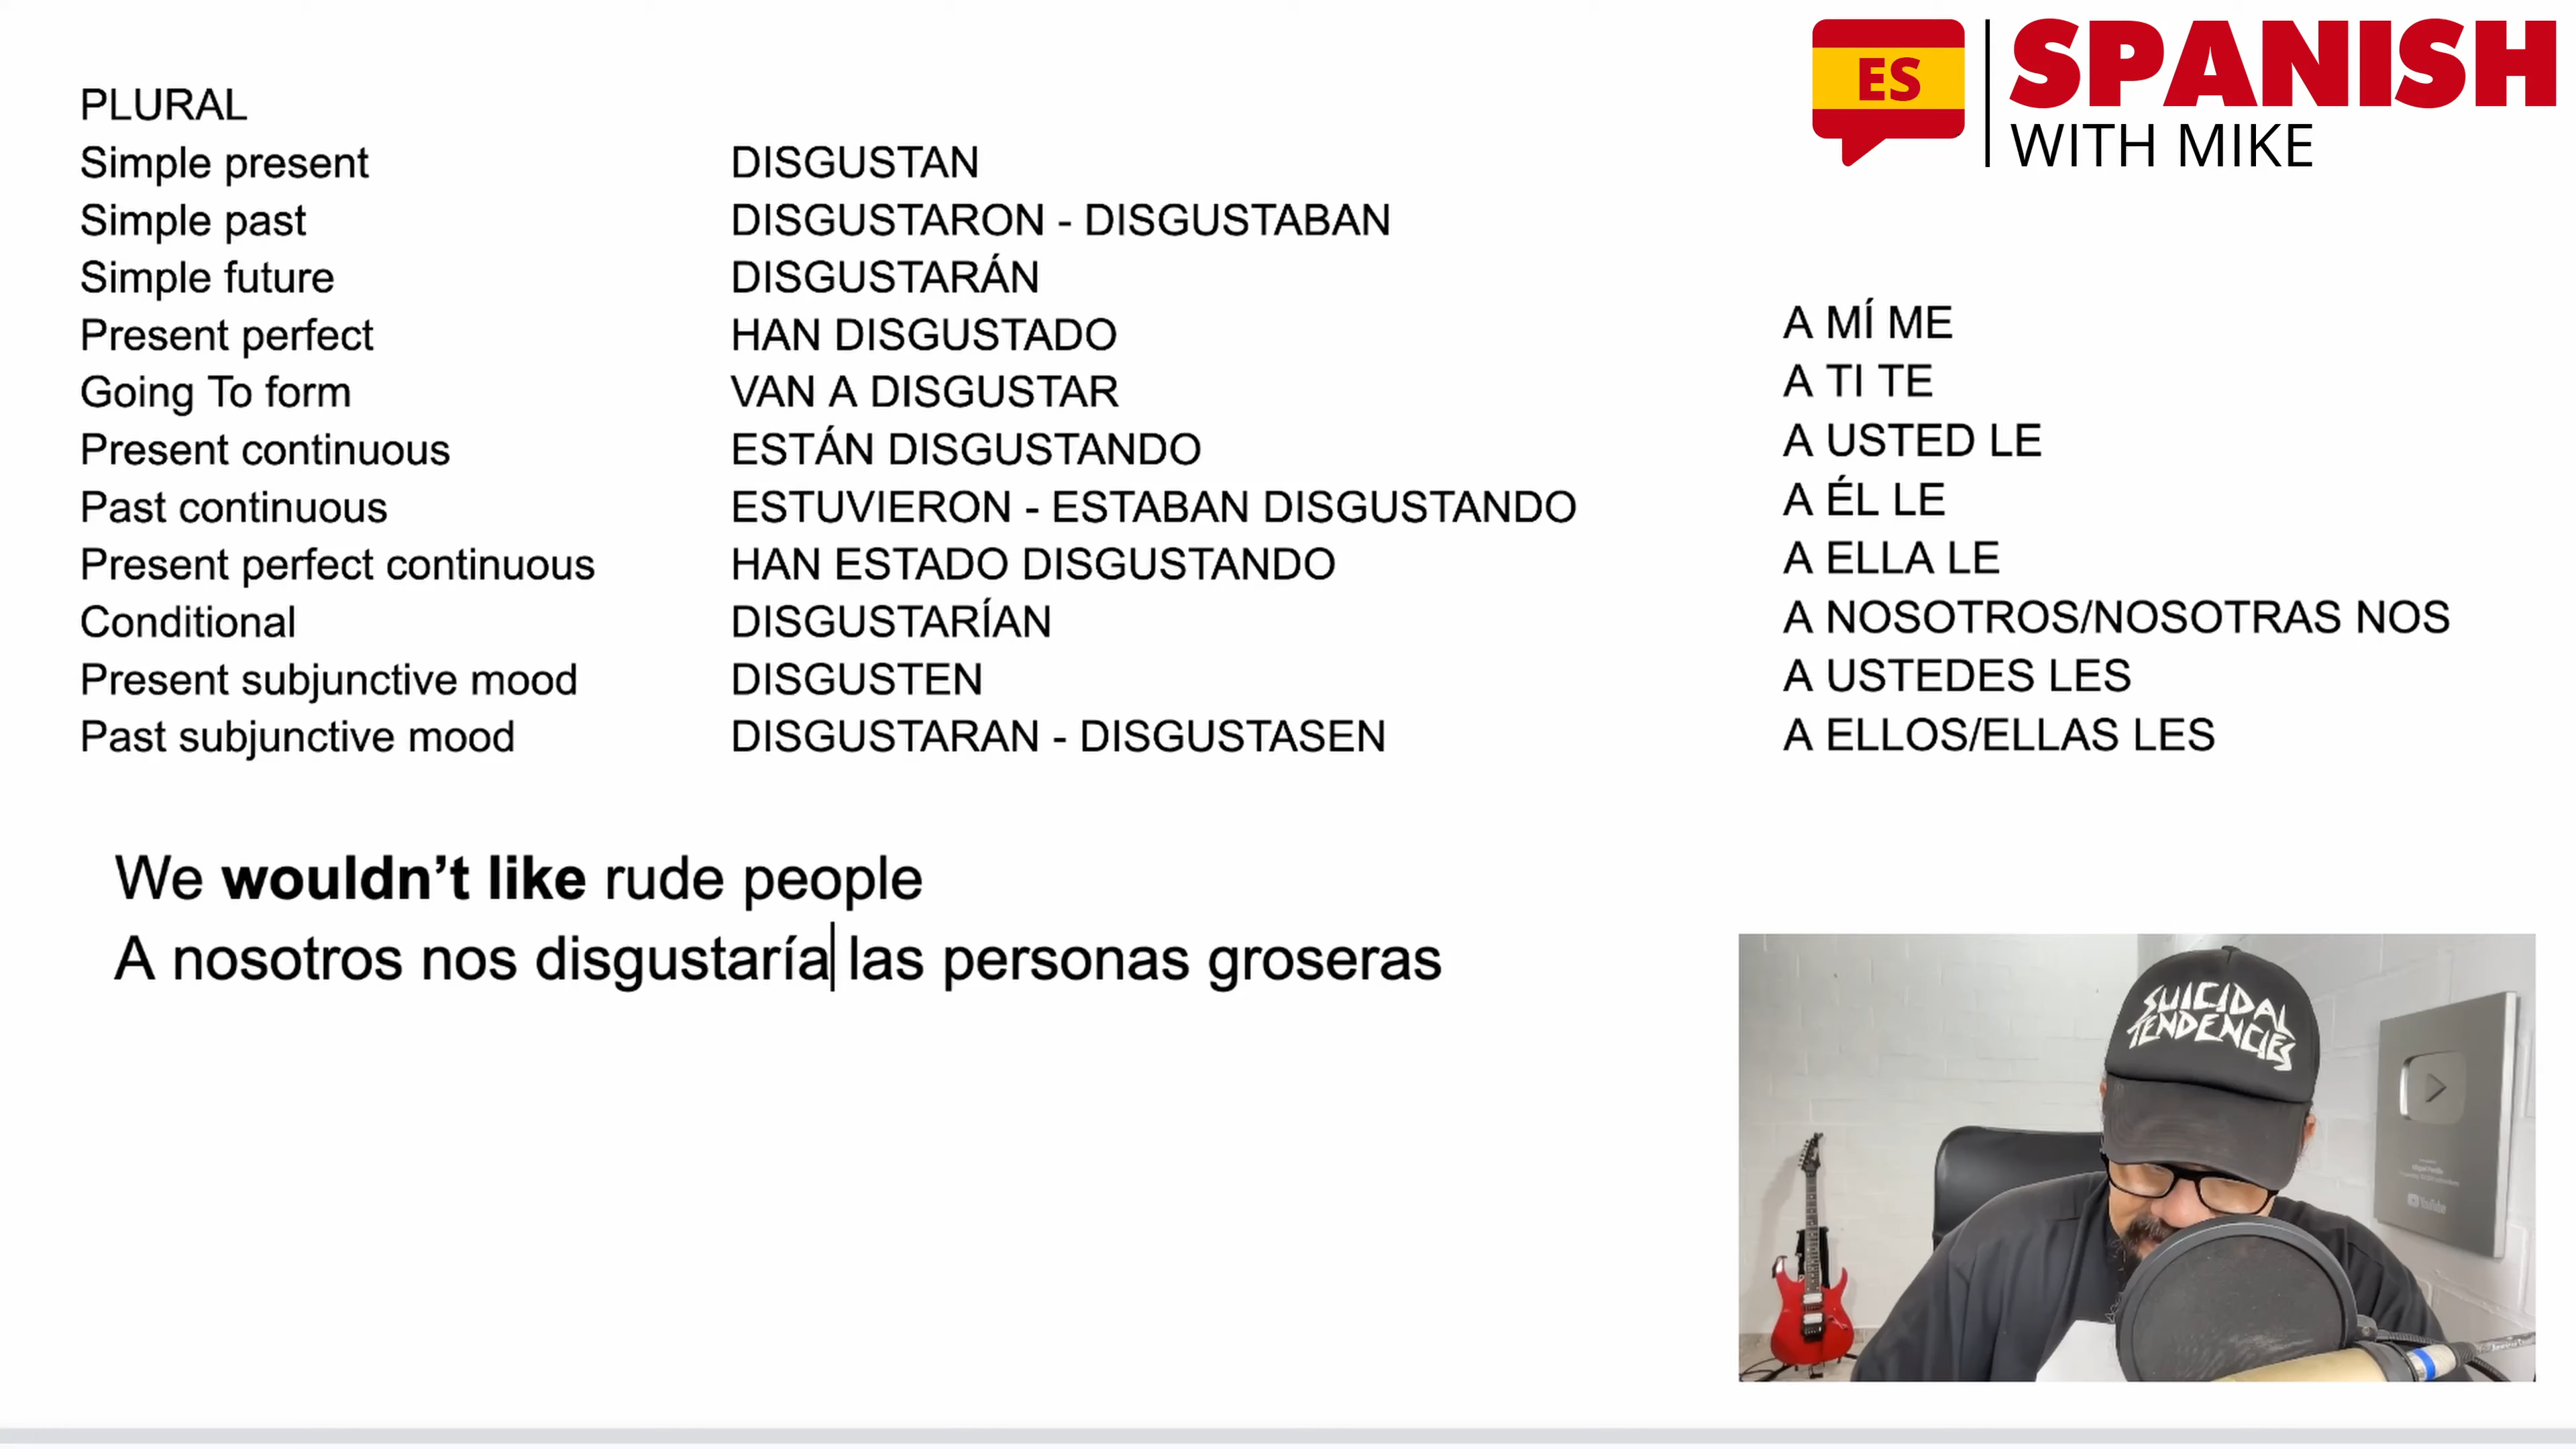 ES
SPANISH
WITH MIKE
PLURAL
Simple present DISGUSTAN
Simple past DISGUSTARON - DISGUSTABAN
Simple future DISGUSTARÁN
Present perfect HAN DISGUSTADO
Going To form VAN A DISGUSTAR
Present continuous ESTÁN DISGUSTANDO
Past continuous ESTUVIERON - ESTABAN DISGUSTANDO
Present perfect continuous HAN ESTADO DISGUSTANDO
Conditional DISGUSTARÍAN
Present subjunctive mood DISGUSTEN
Past subjunctive mood DISGUSTARAN - DISGUSTASEN
A MÍ ME
A TI TE
A USTED LE
A ÉL LE
A ELLA LE
A NOSOTROS/NOSOTRAS NOS
A USTEDES LES
A ELLOS/ELLAS LES
We wouldn’t like rude people
A nosotros nos disgustaría las personas groseras
SUICIDAL
TENDENCIES
YouTube